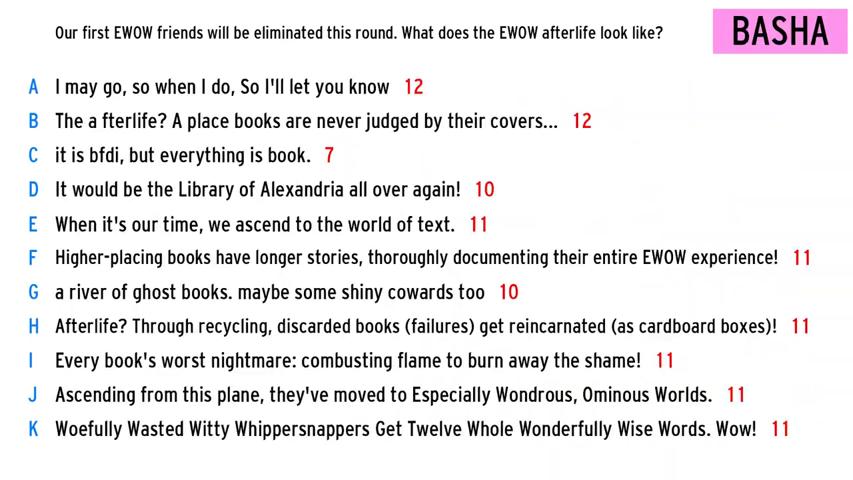 Our first EWOW friends will be eliminated this round. What does the EWOW afterlife look like?
BASHA
A I may go, so when I do, So I'll let you know 12
B The a fterlife? A place books are never judged by their covers... 12
C it is bfdi, but everything is book. 7
D It would be the Library of Alexandria all over again! 10
E When it's our time, we ascend to the world of text. 11
F Higher-placing books have longer stories, thoroughly documenting their entire EWOW experience! 11
G a river of ghost books. maybe some shiny cowards too 10
H Afterlife? Through recycling, discarded books (failures) get reincarnated (as cardboard boxes)! 11
I Every book's worst nightmare: combusting flame to burn away the shame! 11
J Ascending from this plane, they've moved to Especially Wondrous, Ominous Worlds. 11
K Woefully Wasted Witty Whippersnappers Get Twelve Whole Wonderfully Wise Words. Wow! 11